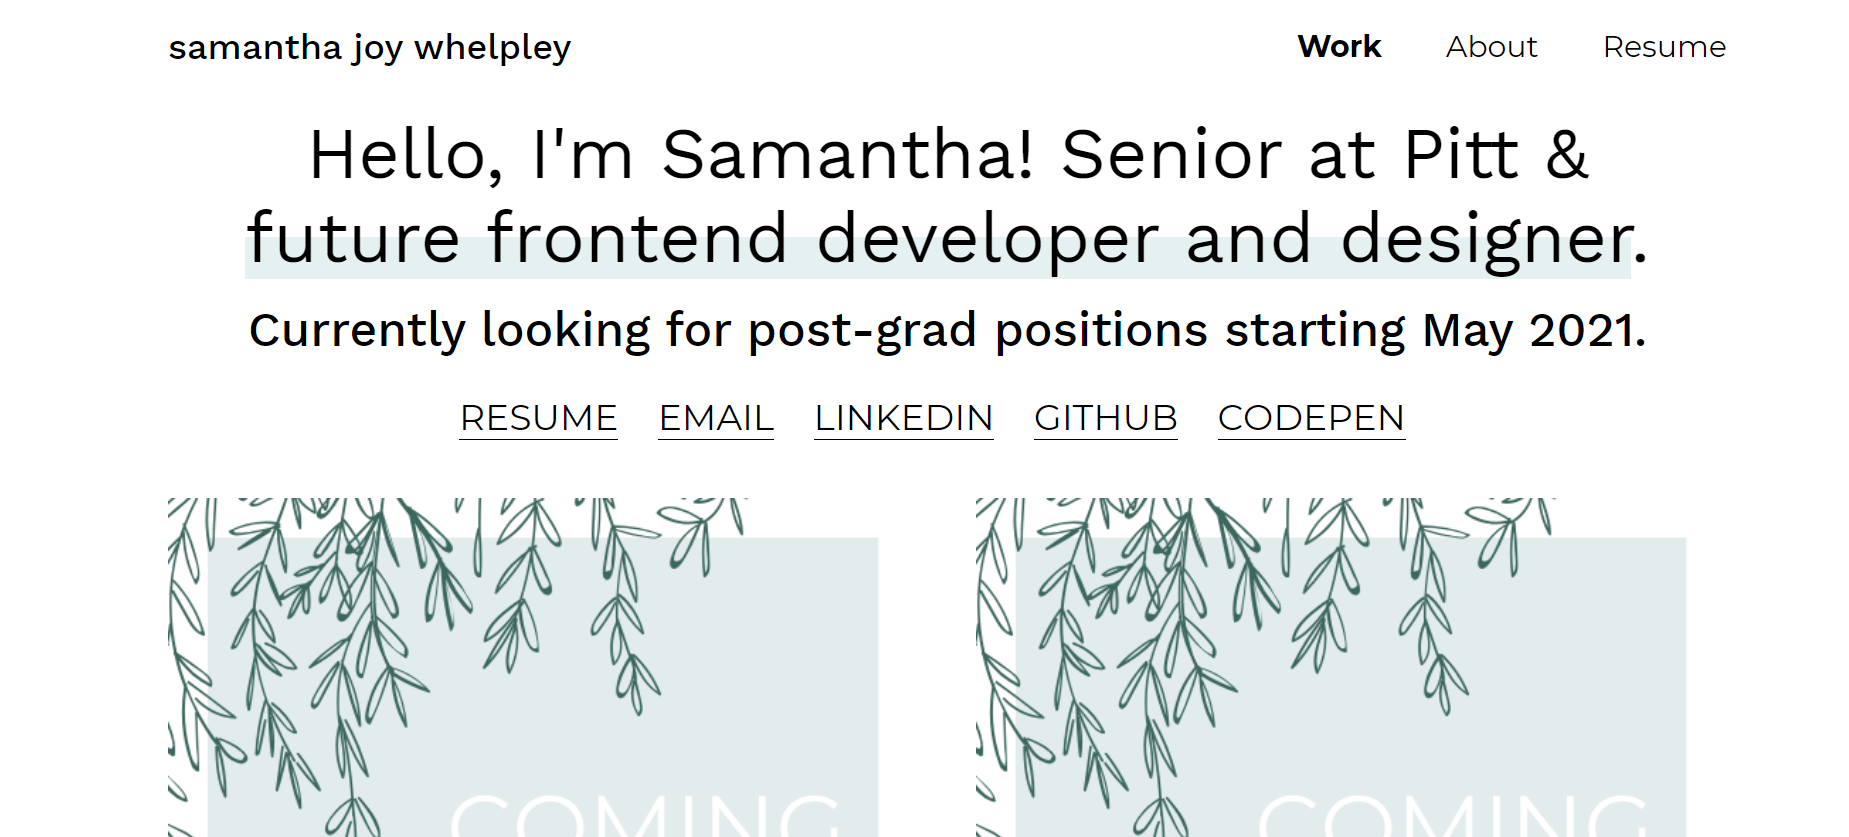 samantha joy whelpley
Work About Resume
Hello, I'm Samantha! Senior at Pitt &
future frontend developer and designer.
Currently looking for post-grad positions starting May 2021.
RESUME EMAIL LINKEDIN GITHUB CODEPEN
COMING COMING